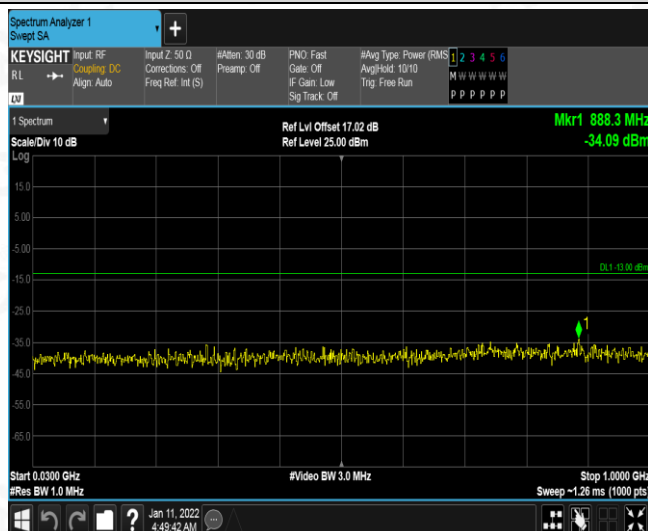 Spectrum Analyzer 1
Swept SA
KEYSIGHT
RL
LXI
Input: RF
Coupling: DC
Align: Auto
Input Z: 50 Ω
Corrections: Off
Freq Ref: Int (S)
#Atten: 30 dB
Preamp: Off
PNO: Fast
Gate: Off
IF Gain: Low
Sig Track: Off
#Avg Type: Power (RMS
Avg|Hold: 10/10
Trig: Free Run
1 2 3 4 5 6
M W W W W W
P P P P P P
1 Spectrum
Scale/Div 10 dB
Log
Ref Lvl Offset 17.02 dB
Ref Level 25.00 dBm
Mkr1 888.3 MHz
-34.09 dBm
15.0
5.00
-5.00
-15.0
-25.0
-35.0
-45.0
-55.0
-65.0
DL1 -13.00 dBm
1
Start 0.0300 GHz
#Res BW 1.0 MHz
#Video BW 3.0 MHz
Stop 1.0000 GHz
Sweep ~1.26 ms (1000 pts)
?
Jan 11, 2022
4:49:42 AM